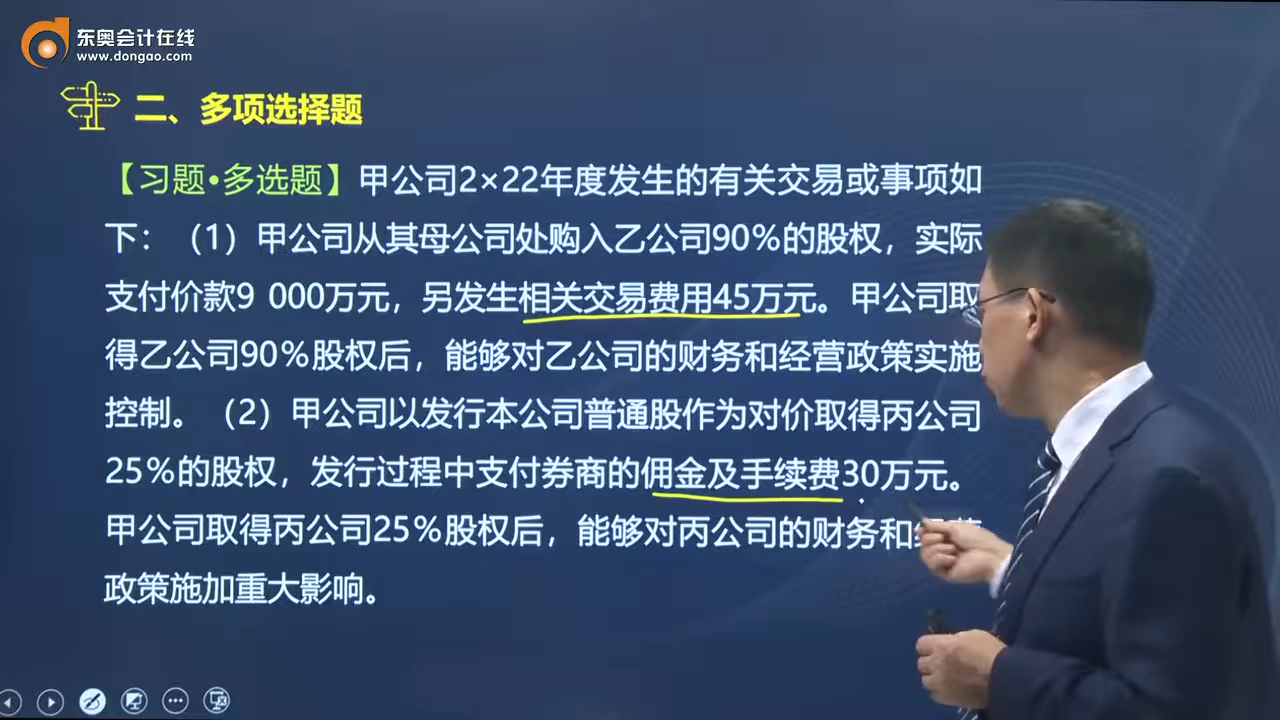 东奥会计在线
www.dongao.com
二、多项选择题
【习题•多选题】甲公司2×22年度发生的有关交易或事项如
下：（1）甲公司从其母公司处购入乙公司90%的股权，实际
支付价款9 000万元，另发生相关交易费用45万元。甲公司取
得乙公司90%股权后，能够对乙公司的财务和经营政策实施
控制。（2）甲公司以发行本公司普通股作为对价取得丙公司
25%的股权，发行过程中支付券商的佣金及手续费30万元。
甲公司取得丙公司25%股权后，能够对丙公司的财务和经营
政策施加重大影响。